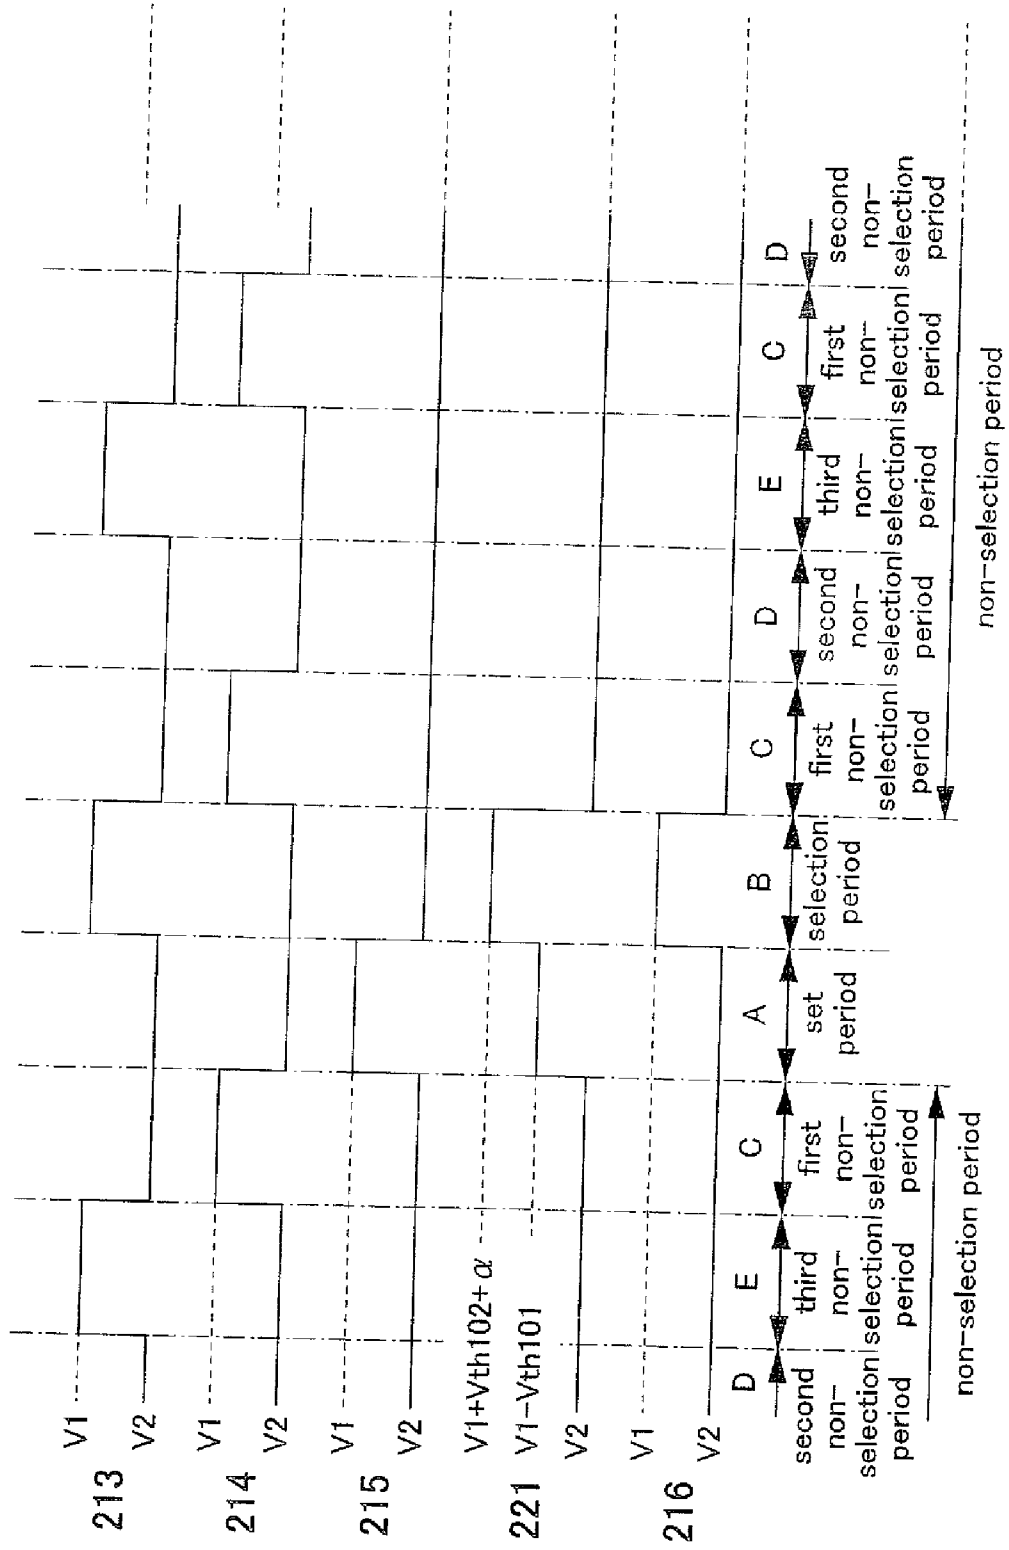 213
V1
V2
214
V1
V2
215
V1
V2
221
V1+Vth102+α
V1−Vth101
V2
216
V1
V2
D
E
C
A
B
C
D
E
C
D
second
non-
selection
period
third
non-
selection
period
first
non-
selection
period
set
period
selection
period
first
non-
selection
period
second
non-
selection
period
third
non-
selection
period
first
non-
selection
period
second
non-
selection
period
non-selection period
non-selection period